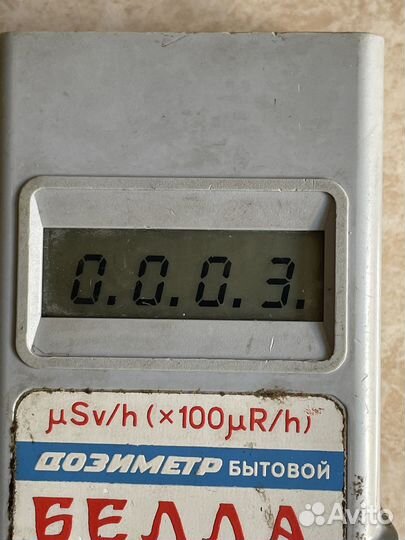 0.0.0.3.
μSv/h (×100μR/h)
ДОЗИМЕТР БЫТОВОЙ
БЕЛЛА
Avito